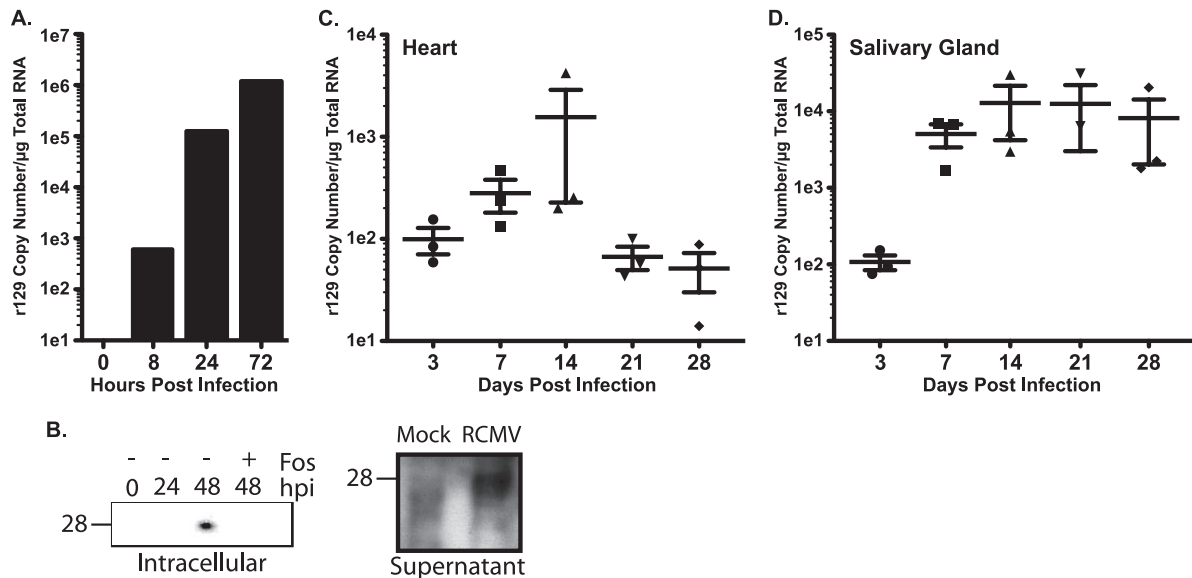 A.
r129 Copy Number/µg Total RNA
1e7
1e6
1e5
1e4
1e3
1e2
1e1
0 8 24 72
Hours Post Infection
C.
Heart
r129 Copy Number/µg Total RNA
1e4
1e3
1e2
1e1
3 7 14 21 28
Days Post Infection
D.
Salivary Gland
r129 Copy Number/µg Total RNA
1e5
1e4
1e3
1e2
1e1
3 7 14 21 28
Days Post Infection
B.
- - - + Fos
0 24 48 48 hpi
28
Intracellular
Mock RCMV
28
Supernatant